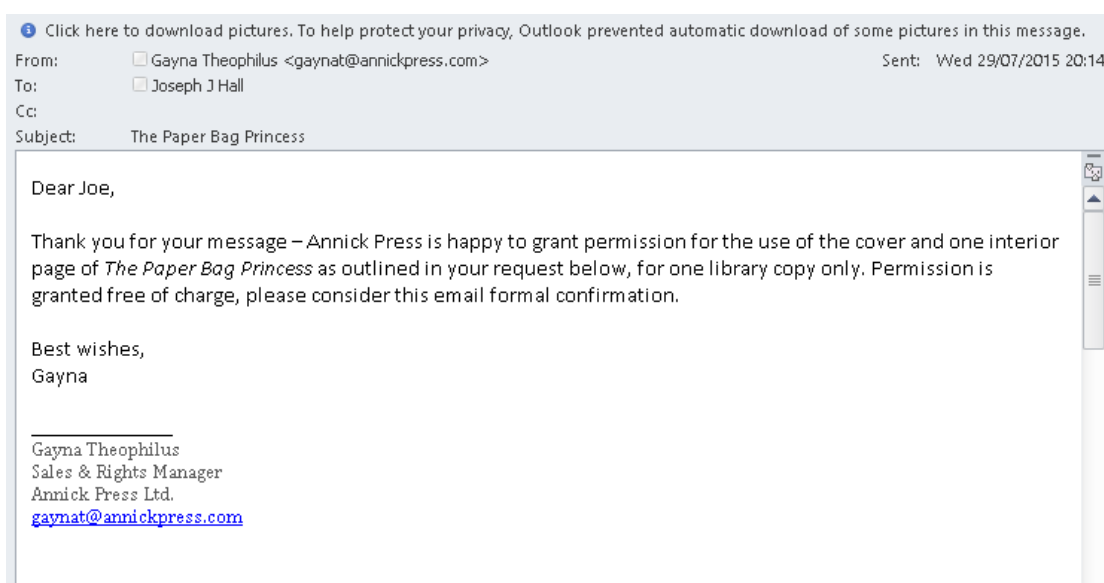 Click here to download pictures. To help protect your privacy, Outlook prevented automatic download of some pictures in this message.
From: Gayna Theophilus <gaynat@annickpress.com> Sent: Wed 29/07/2015 20:14
To: Joseph J Hall
Cc:
Subject: The Paper Bag Princess
Dear Joe,
Thank you for your message – Annick Press is happy to grant permission for the use of the cover and one interior
page of The Paper Bag Princess as outlined in your request below, for one library copy only. Permission is
granted free of charge, please consider this email formal confirmation.
Best wishes,
Gayna
Gayna Theophilus
Sales & Rights Manager
Annick Press Ltd.
gaynat@annickpress.com